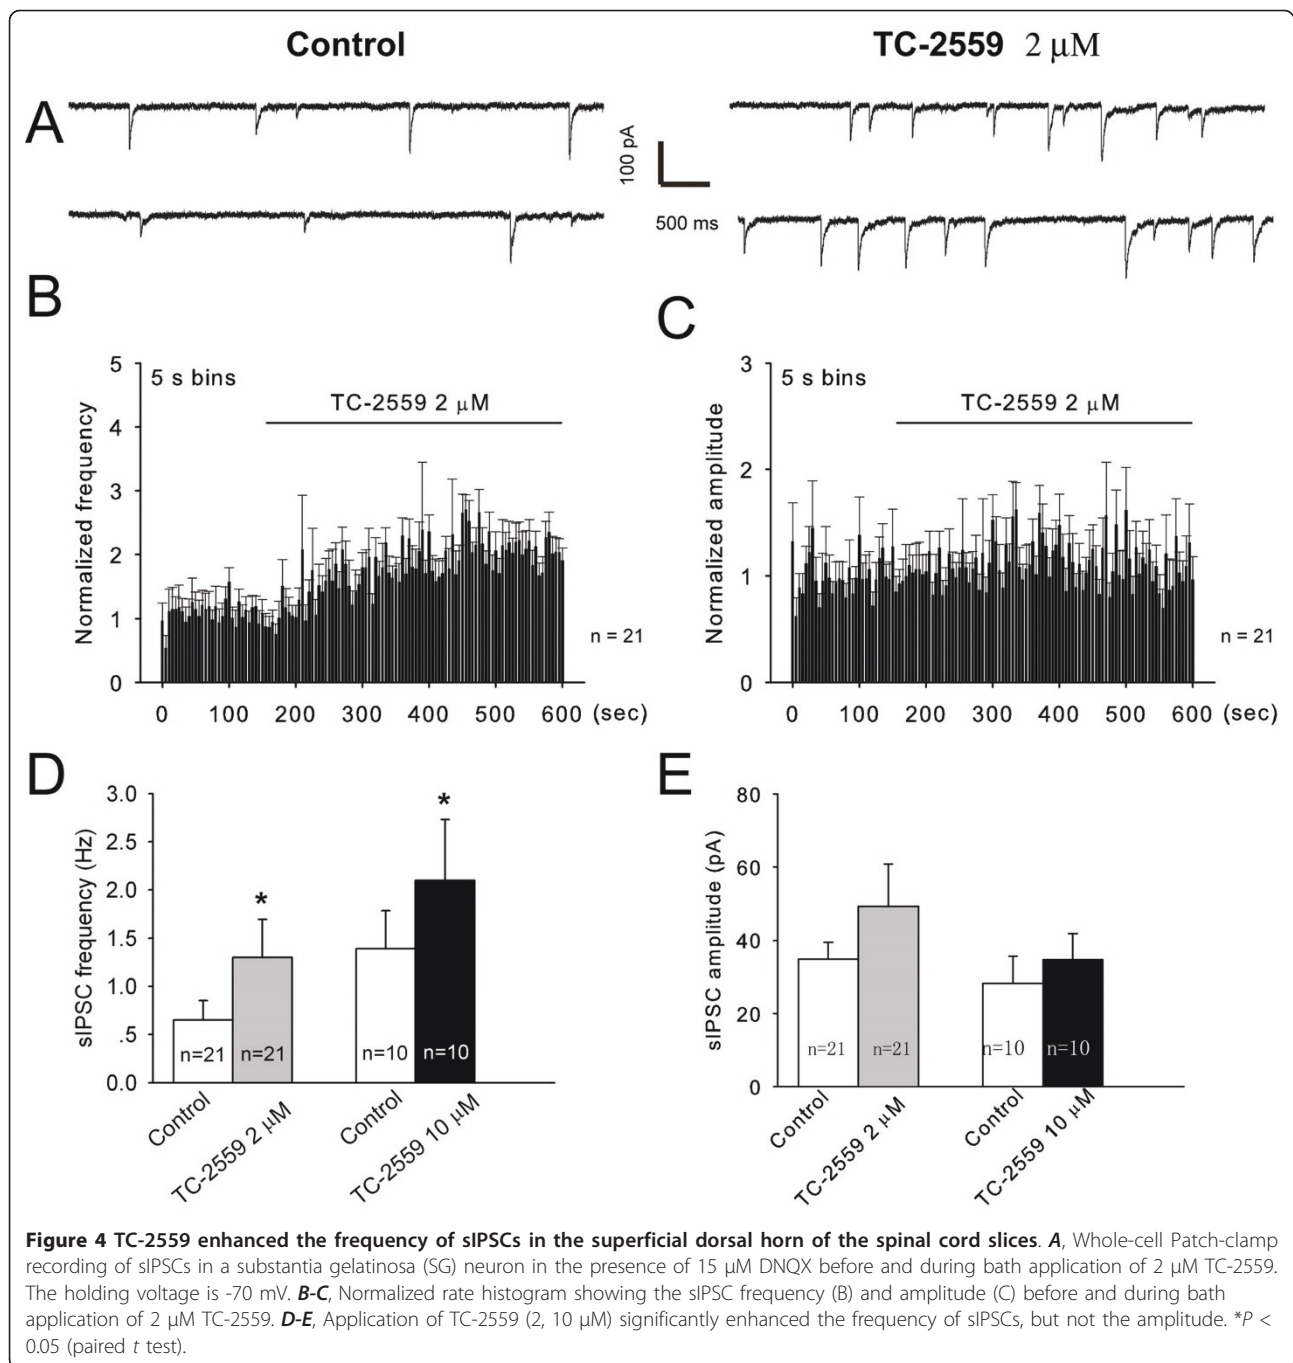 Control
TC-2559 2 μM
A
100 pA
500 ms
B
5 s bins
TC-2559 2 μM
Normalized frequency
5
4
3
2
1
0
0 100 200 300 400 500 600 (sec)
n = 21
C
5 s bins
TC-2559 2 μM
Normalized amplitude
3
2
1
0
0 100 200 300 400 500 600 (sec)
n = 21
D
sIPSC frequency (Hz)
3.0
2.5
2.0
1.5
1.0
.5
0.0
*
*
n=21 n=21 n=10 n=10
Control
TC-2559 2 μM
Control
TC-2559 10 μM
E
sIPSC amplitude (pA)
80
60
40
20
0
n=21 n=21 n=10 n=10
Control
TC-2559 2 μM
Control
TC-2559 10 μM
Figure 4 TC-2559 enhanced the frequency of sIPSCs in the superficial dorsal horn of the spinal cord slices. A, Whole-cell Patch-clamp
recording of sIPSCs in a substantia gelatinosa (SG) neuron in the presence of 15 μM DNQX before and during bath application of 2 μM TC-2559.
The holding voltage is -70 mV. B-C, Normalized rate histogram showing the sIPSC frequency (B) and amplitude (C) before and during bath
application of 2 μM TC-2559. D-E, Application of TC-2559 (2, 10 μM) significantly enhanced the frequency of sIPSCs, but not the amplitude. *P <
0.05 (paired t test).